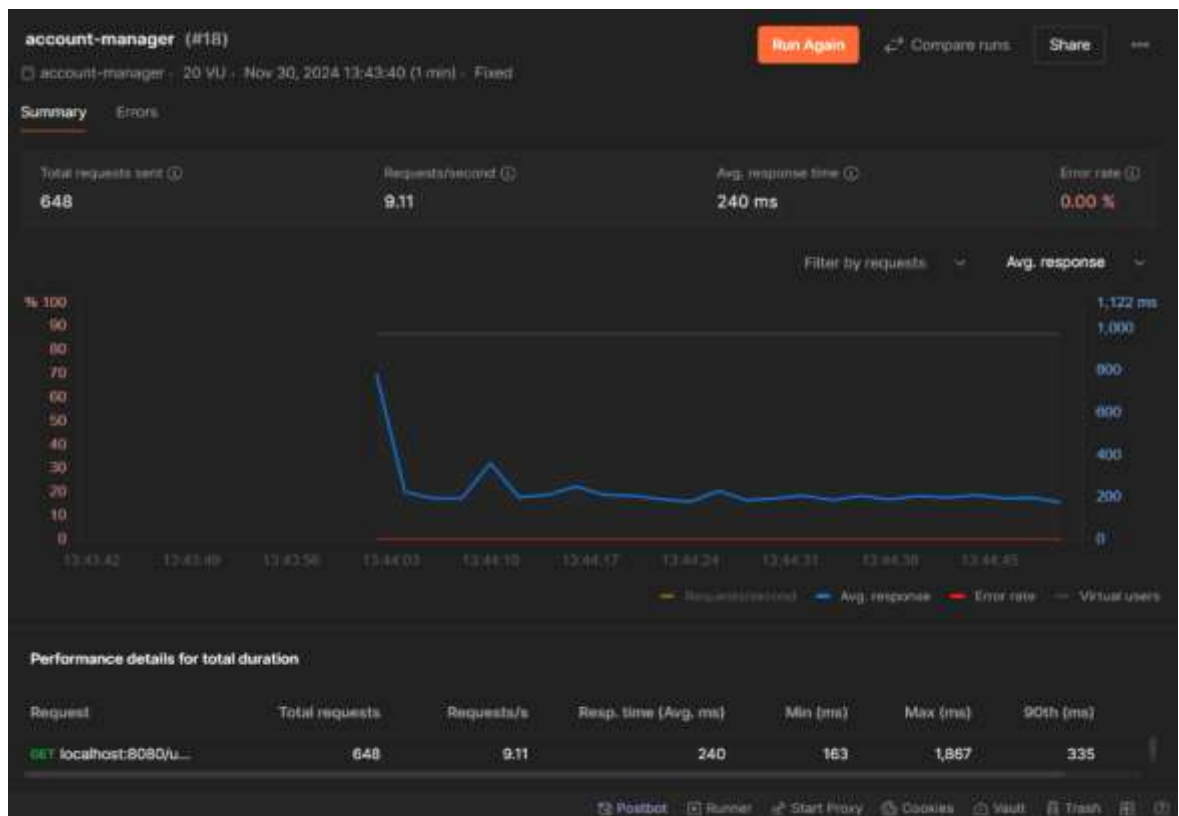 account-manager (#18)
Run Again
Compare runs
Share
account-manager · 20 VU · Nov 30, 2024 13:43:40 (1 min) · Fixed
Summary Errors
Total requests sent Requests/second Avg. response time Error rate
648 9.11 240 ms 0.00 %
Filter by requests Avg. response
% 100
90
80
70
60
50
40
30
20
10
0
1,122 ms
1,000
800
600
400
200
0
13:43:42 13:43:49 13:43:56 13:44:03 13:44:10 13:44:17 13:44:24 13:44:31 13:44:38 13:44:45
Requests/second Avg. response Error rate Virtual users
Performance details for total duration
Request Total requests Requests/s Resp. time (Avg. ms) Min (ms) Max (ms) 90th (ms)
GET localhost:8080/u... 648 9.11 240 163 1,867 335
Postbot Runner Start Proxy Cookies Vault Trash